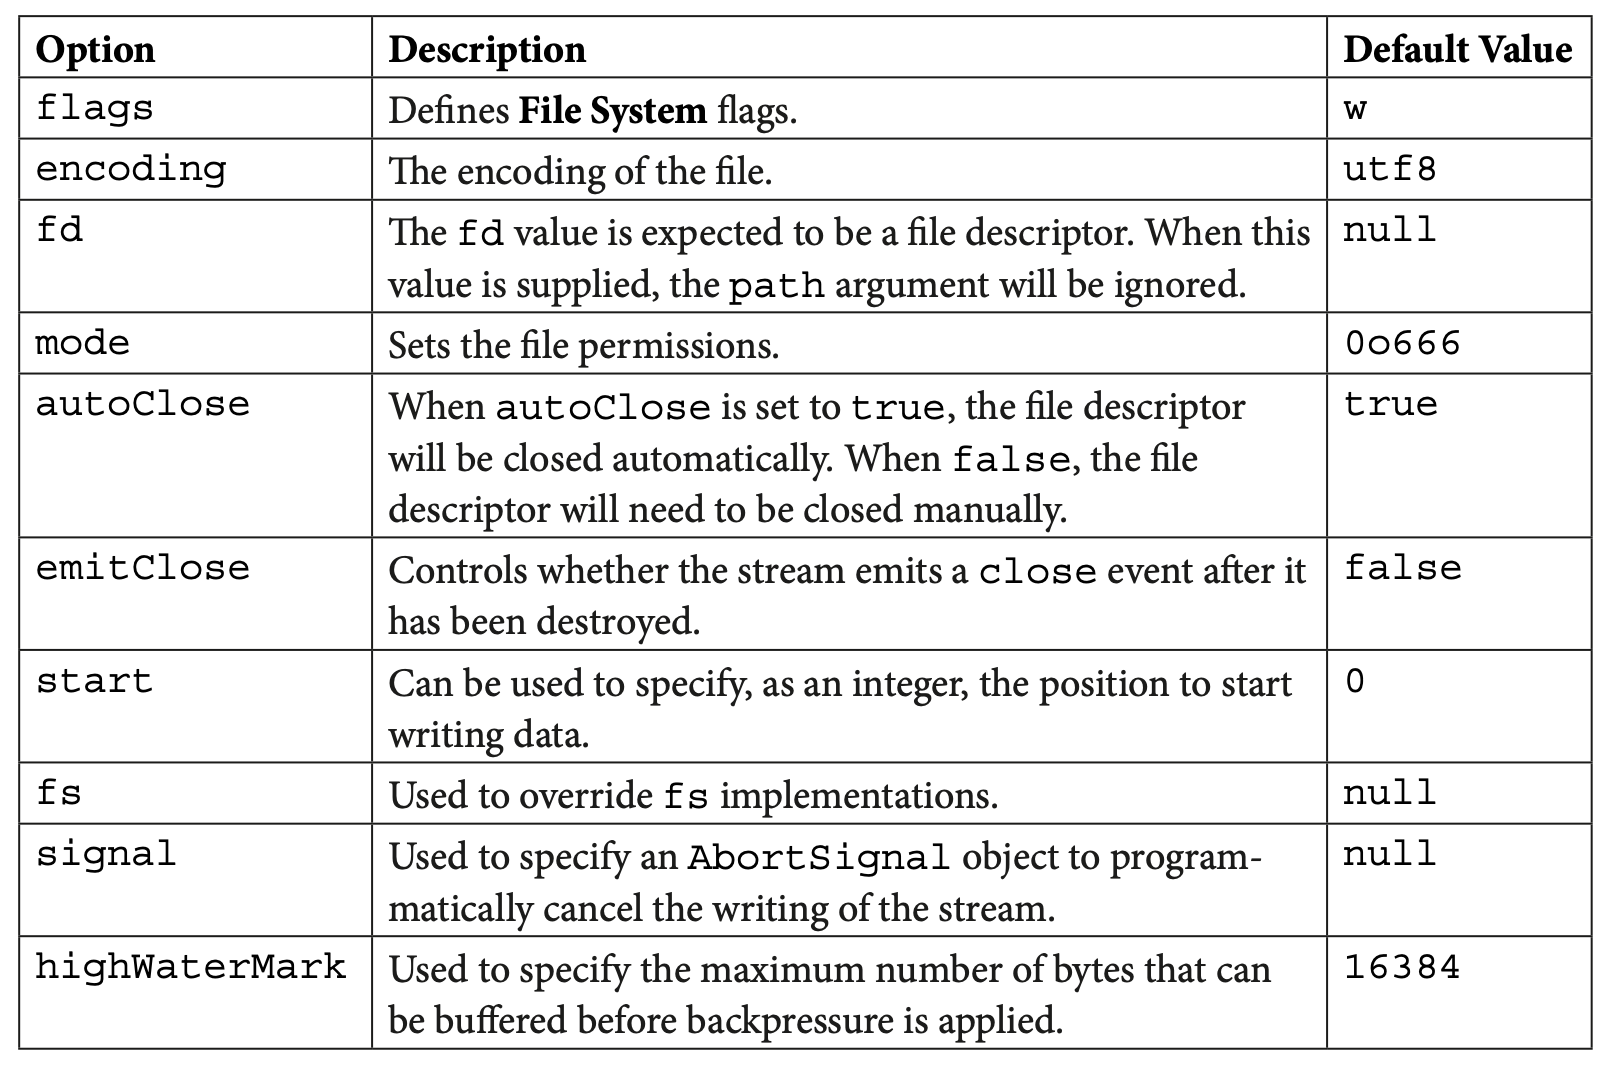 Option Description Default Value
flags Defines File System flags. w
encoding The encoding of the file. utf8
fd The fd value is expected to be a file descriptor. When this null
value is supplied, the path argument will be ignored.
mode Sets the file permissions. 0o666
autoClose When autoClose is set to true, the file descriptor true
will be closed automatically. When false, the file
descriptor will need to be closed manually.
emitClose Controls whether the stream emits a close event after it false
has been destroyed.
start Can be used to specify, as an integer, the position to start 0
writing data.
fs Used to override fs implementations. null
signal Used to specify an AbortSignal object to program- null
matically cancel the writing of the stream.
highWaterMark Used to specify the maximum number of bytes that can 16384
be buffered before backpressure is applied.